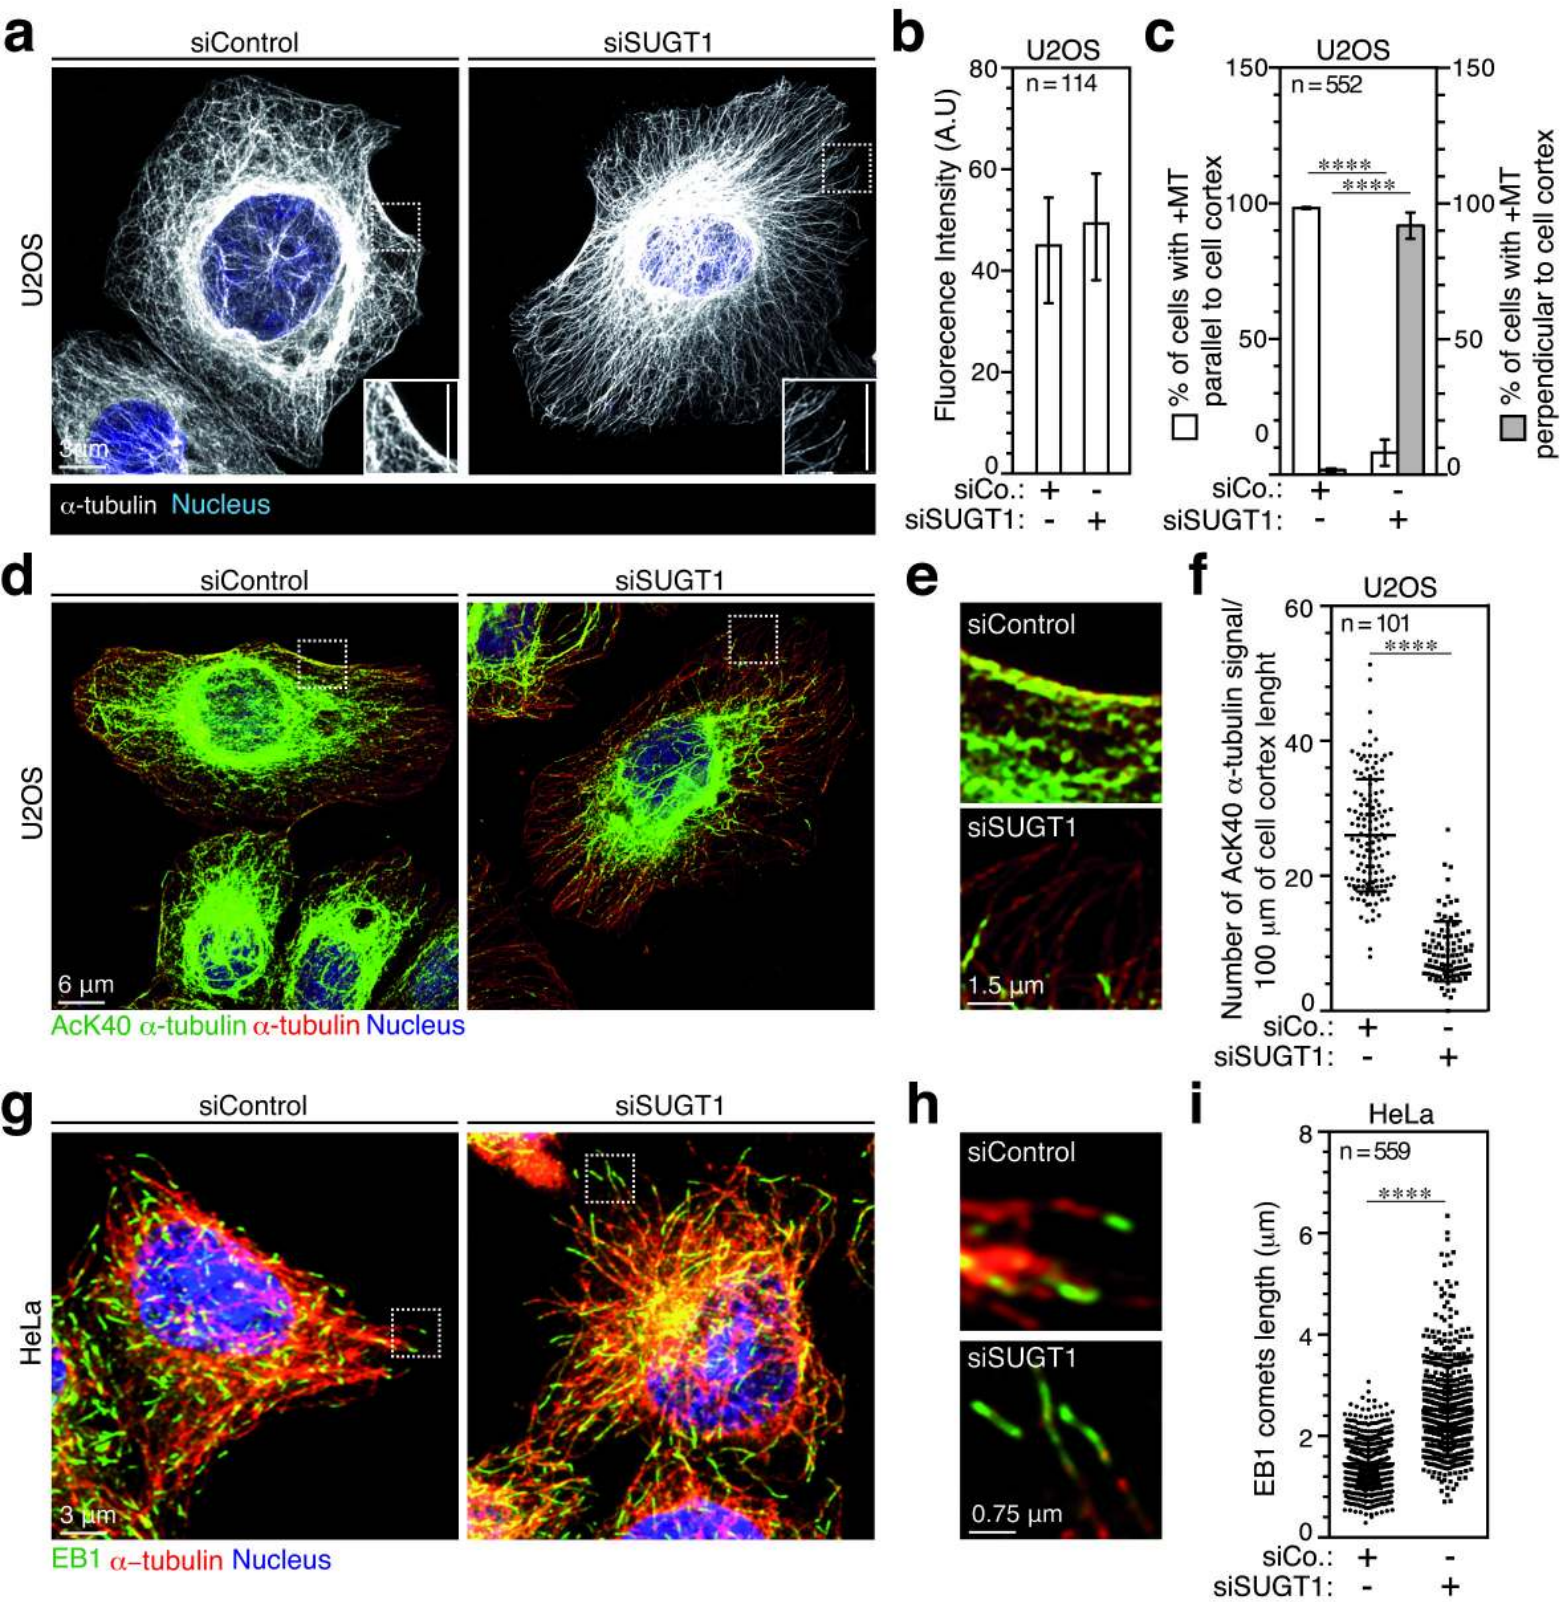 a
siControl
siSUGT1
U2OS
3μm
α-tubulin Nucleus
b
U2OS
n=114
Fluorecence Intensity (A.U)
80
60
40
20
0
siCo.: + -
siSUGT1: - +
c
U2OS
n=552
****
****
% of cells with +MT
parallel to cell cortex
150
100
50
0
150
100
50
0
% of cells with +MT
perpendicular to cell cortex
siCo.: + -
siSUGT1: - +
d
siControl
siSUGT1
U2OS
6 μm
AcK40 α-tubulin α-tubulin Nucleus
e
siControl
siSUGT1
1.5 μm
f
U2OS
n=101
****
Number of AcK40 α-tubulin signal/
100 μm of cell cortex lenght
60
40
20
0
siCo.: + -
siSUGT1: - +
g
siControl
siSUGT1
HeLa
3 μm
EB1 α-tubulin Nucleus
h
siControl
siSUGT1
0.75 μm
i
HeLa
n=559
****
EB1 comets length (μm)
8
6
4
2
0
siCo.: + -
siSUGT1: - +